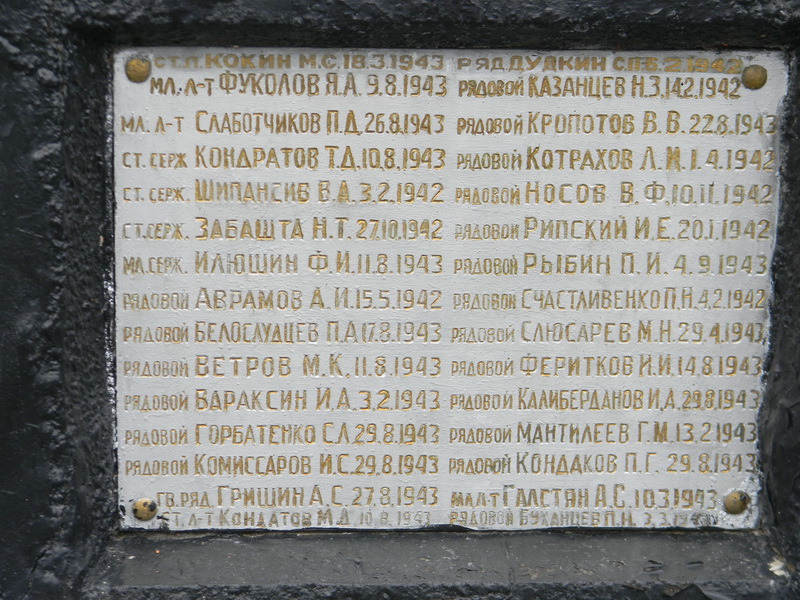 СТ.Л. КОКИН М.С. 18.3.1943
МЛ. Л-Т ФУКОЛОВ Я.А. 9.8.1943
МЛ. Л-Т СЛАБОТЧИКОВ П.Д. 26.8.1943
СТ. СЕРЖ КОНДРАТОВ Т.Д. 10.8.1943
СТ. СЕРЖ. ШИПАНСИВ В.А. 3.2.1942
СТ. СЕРЖ. ЗАБАШТА Н.Т. 27.10.1942
МЛ. СЕРЖ. ИЛЮШИН Ф.И. 11.8.1943
РЯДОВОЙ АВРАМОВ А.И. 15.5.1942
РЯДОВОЙ БЕЛОСЛУДЦЕВ П.А. 17.8.1943
РЯДОВОЙ ВЕТРОВ М.К. 11.8.1943
РЯДОВОЙ ВАРАКСИН И.А. 3.2.1943
РЯДОВОЙ ГОРБАТЕНКО С.Л. 29.8.1943
РЯДОВОЙ КОМИССАРОВ И.С. 29.8.1943
ГВ. РЯД. ГРИШИН А.С. 27.8.1943
СТ. Л-Т КОНДАТОВ М.Д. 10.8.1943
РЯД ДУДКИН С.П. 8.2.1943
РЯДОВОЙ КАЗАНЦЕВ Н.З. 14.2.1942
РЯДОВОЙ КРОПОТОВ В.В. 22.8.1943
РЯДОВОЙ КОТРАХОВ Л.М. 1.4.1942
РЯДОВОЙ НОСОВ В.Ф. 10.11.1942
РЯДОВОЙ РИПСКИЙ И.Е. 20.1.1942
РЯДОВОЙ РЫБИН П.И. 4.9.1943
РЯДОВОЙ СЧАСТЛИВЕНКО П.Н. 4.2.1942
РЯДОВОЙ СЛЮСАРЕВ М.Н. 29.4.1943
РЯДОВОЙ ФЕРИТКОВ И.И. 14.8.1943
РЯДОВОЙ КАЛИБЕРДАНОВ И.А. 29.8.1943
РЯДОВОЙ МАНТИЛЕЕВ Г.М. 13.2.1943
РЯДОВОЙ КОНДАКОВ П.Г. 29.8.1943
МЛ. Л-Т ГАЛСТЯН А.С. 10.3.1943
РЯДОВОЙ БУХАНЦЕВ П.Н. 3.3.